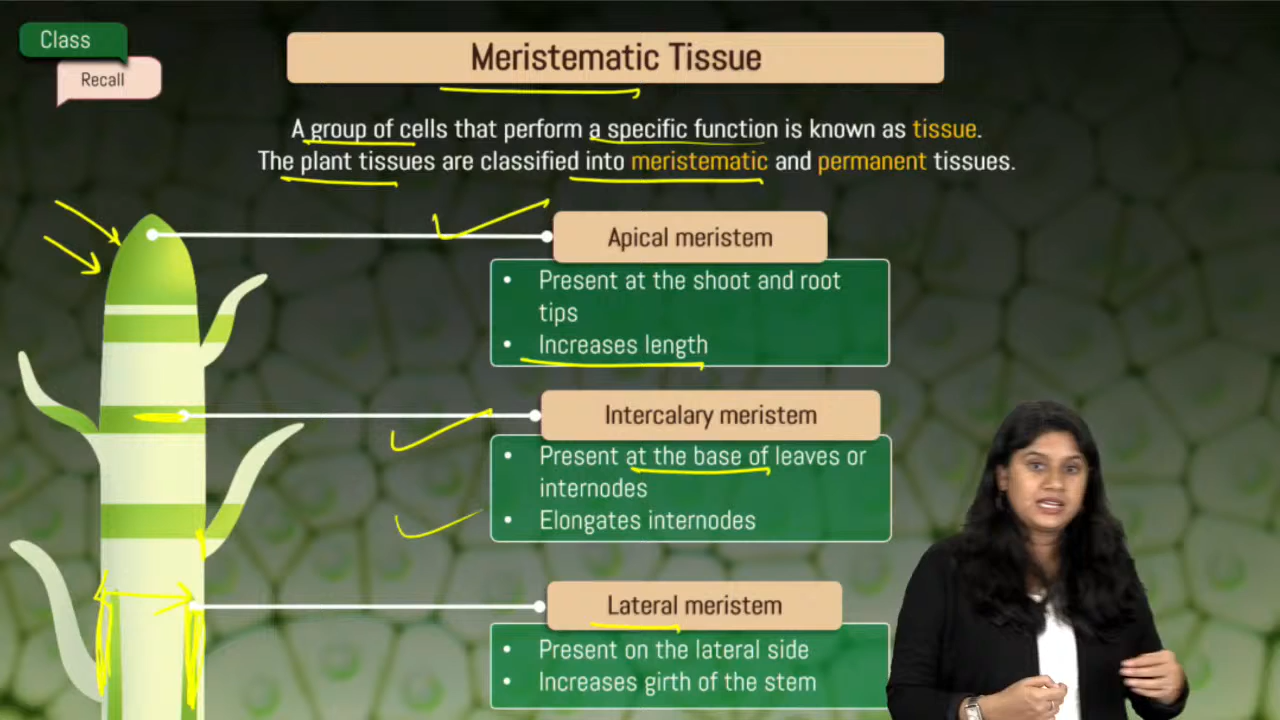 Class
Recall
Meristematic Tissue
A group of cells that perform a specific function is known as tissue.
The plant tissues are classified into meristematic and permanent tissues.
Apical meristem
• Present at the shoot and root
tips
• Increases length
Intercalary meristem
• Present at the base of leaves or
internodes
• Elongates internodes
Lateral meristem
• Present on the lateral side
• Increases girth of the stem